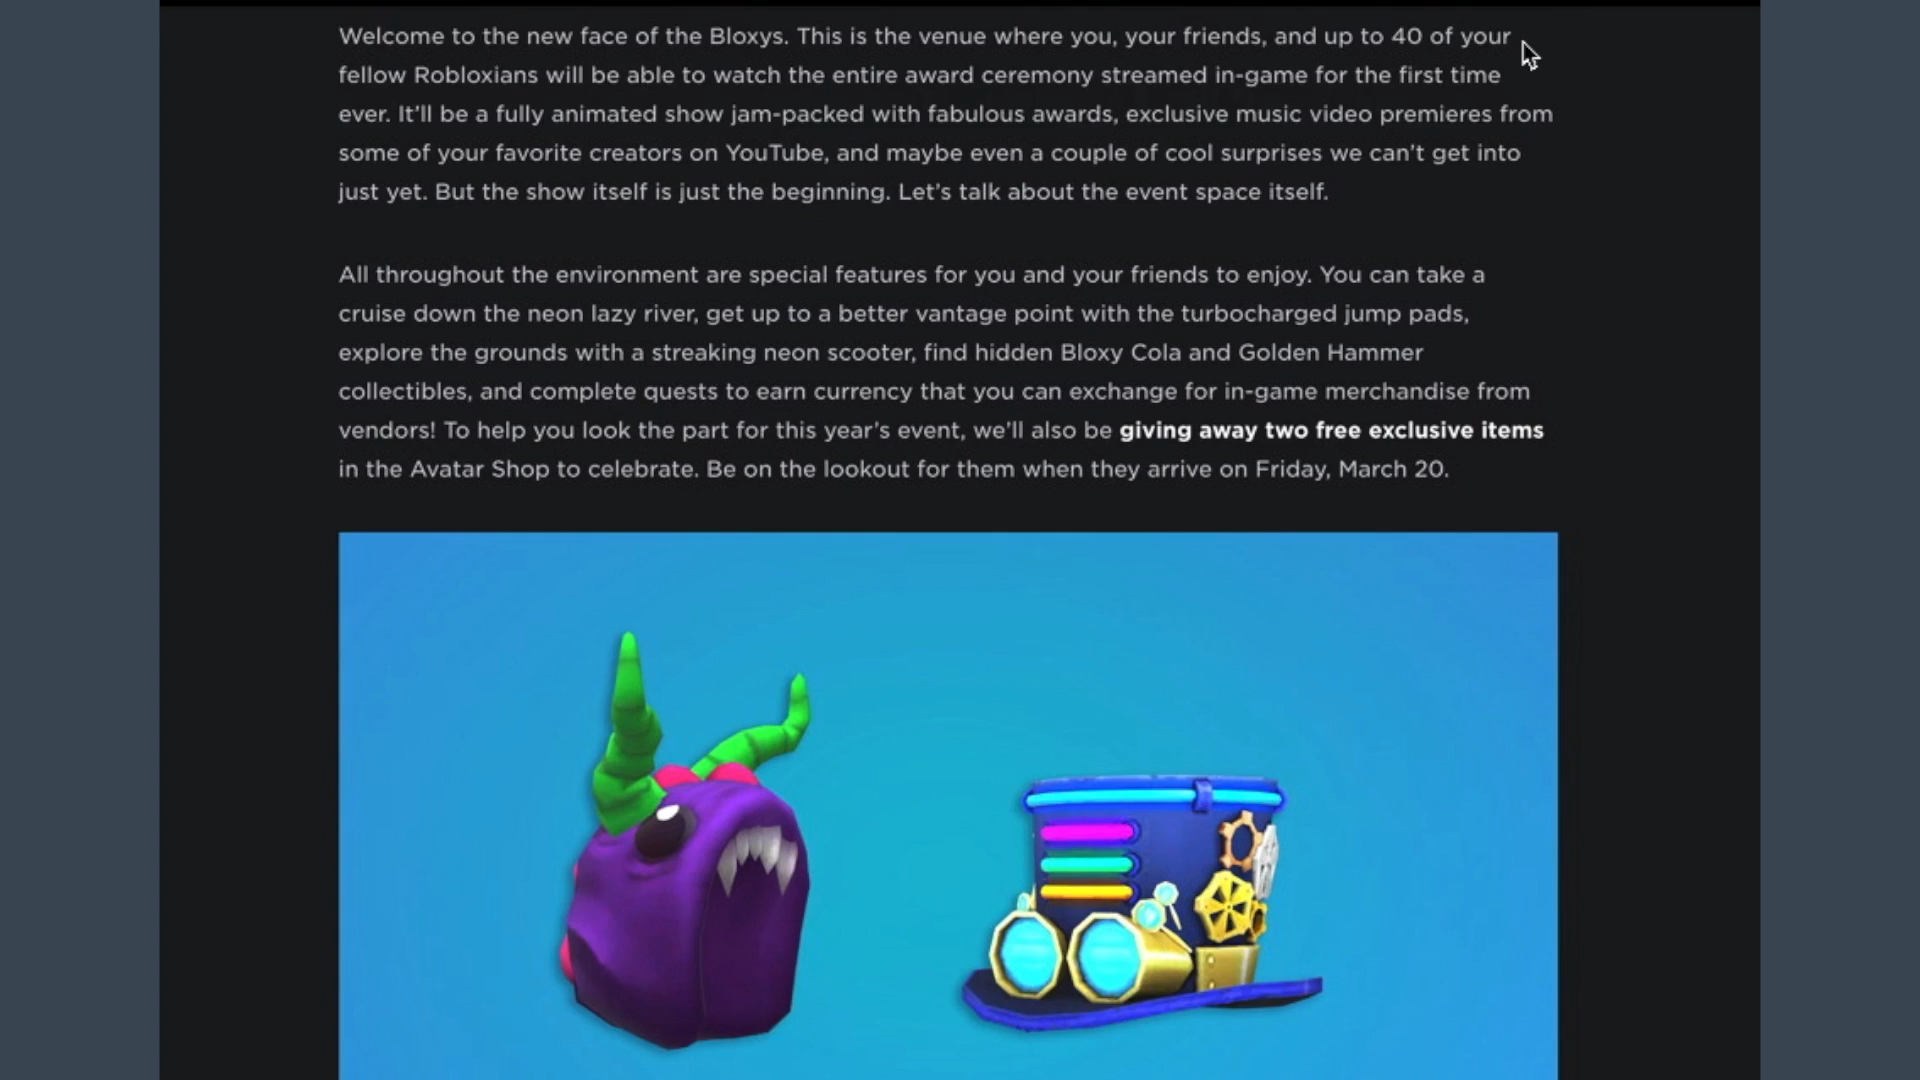 Welcome to the new face of the Bloxys. This is the venue where you, your friends, and up to 40 of your
fellow Robloxians will be able to watch the entire award ceremony streamed in-game for the first time
ever. It’ll be a fully animated show jam-packed with fabulous awards, exclusive music video premieres from
some of your favorite creators on YouTube, and maybe even a couple of cool surprises we can’t get into
just yet. But the show itself is just the beginning. Let’s talk about the event space itself.
All throughout the environment are special features for you and your friends to enjoy. You can take a
cruise down the neon lazy river, get up to a better vantage point with the turbocharged jump pads,
explore the grounds with a streaking neon scooter, find hidden Bloxy Cola and Golden Hammer
collectibles, and complete quests to earn currency that you can exchange for in-game merchandise from
vendors! To help you look the part for this year’s event, we’ll also be giving away two free exclusive items
in the Avatar Shop to celebrate. Be on the lookout for them when they arrive on Friday, March 20.